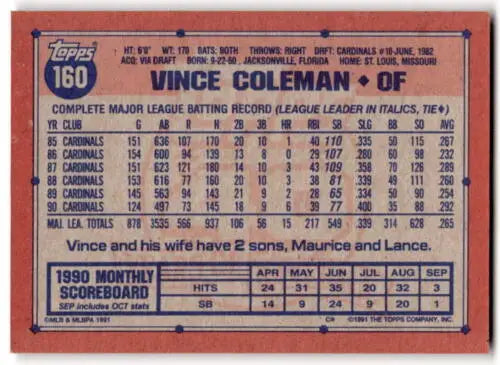 Topps
160
HT: 6'0" WT: 170 BATS: BOTH THROWS: RIGHT DRFT: CARDINALS #10-JUNE, 1982
ACQ: VIA DRAFT BORN: 9-22-60, JACKSONVILLE, FLORIDA HOME: ST. LOUIS, MISSOURI
VINCE COLEMAN ◆ OF
COMPLETE MAJOR LEAGUE BATTING RECORD (LEAGUE LEADER IN ITALICS, TIE◆)
YR CLUB G AB R H 2B 3B HR RBI SB SLG BB SO AVG
85 CARDINALS 151 636 107 170 20 10 1 40 110 .335 50 115 .267
86 CARDINALS 154 600 94 139 13 8 0 29 107 .280 60 98 .232
87 CARDINALS 151 623 121 180 14 10 3 43 109 .358 70 126 .289
88 CARDINALS 153 616 77 160 20 10 3 38 81 .339 49 111 .260
89 CARDINALS 145 563 94 143 21 9 2 28 65 .334 50 90 .254
90 CARDINALS 124 497 73 145 18 9 6 39 77 .400 35 88 .292
MAJ. LEA. TOTALS 878 3535 566 937 106 56 15 217 549 .339 314 628 .265
Vince and his wife have 2 sons, Maurice and Lance.
1990 MONTHLY SCOREBOARD
SEP includes OCT stats
APR MAY JUN JUL AUG SEP
HITS 24 31 35 20 32 3
SB 14 9 24 9 20 1
©MLB & MLBPA 1991 C* ©1991 THE TOPPS COMPANY, INC.